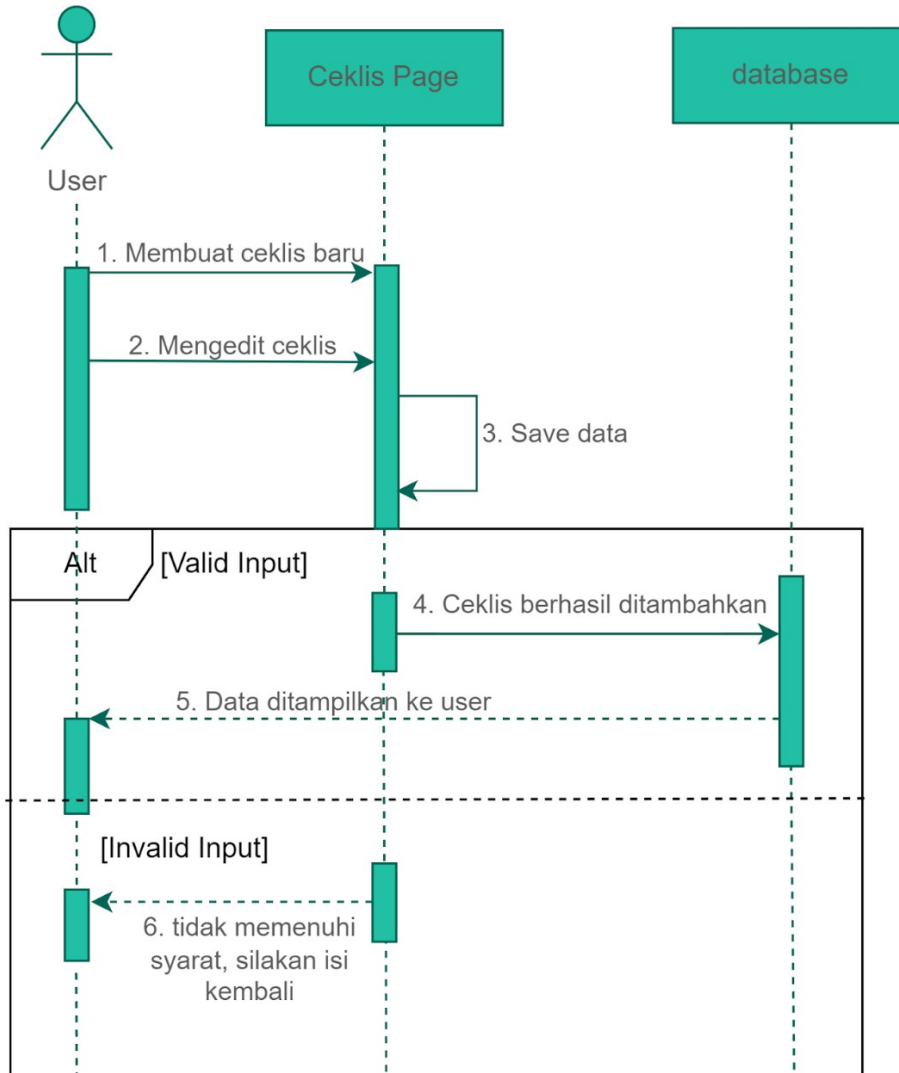 Ceklis Page
database
User
1. Membuat ceklis baru
2. Mengedit ceklis
3. Save data
Alt
[Valid Input]
4. Ceklis berhasil ditambahkan
5. Data ditampilkan ke user
[Invalid Input]
6. tidak memenuhi
syarat, silakan isi
kembali